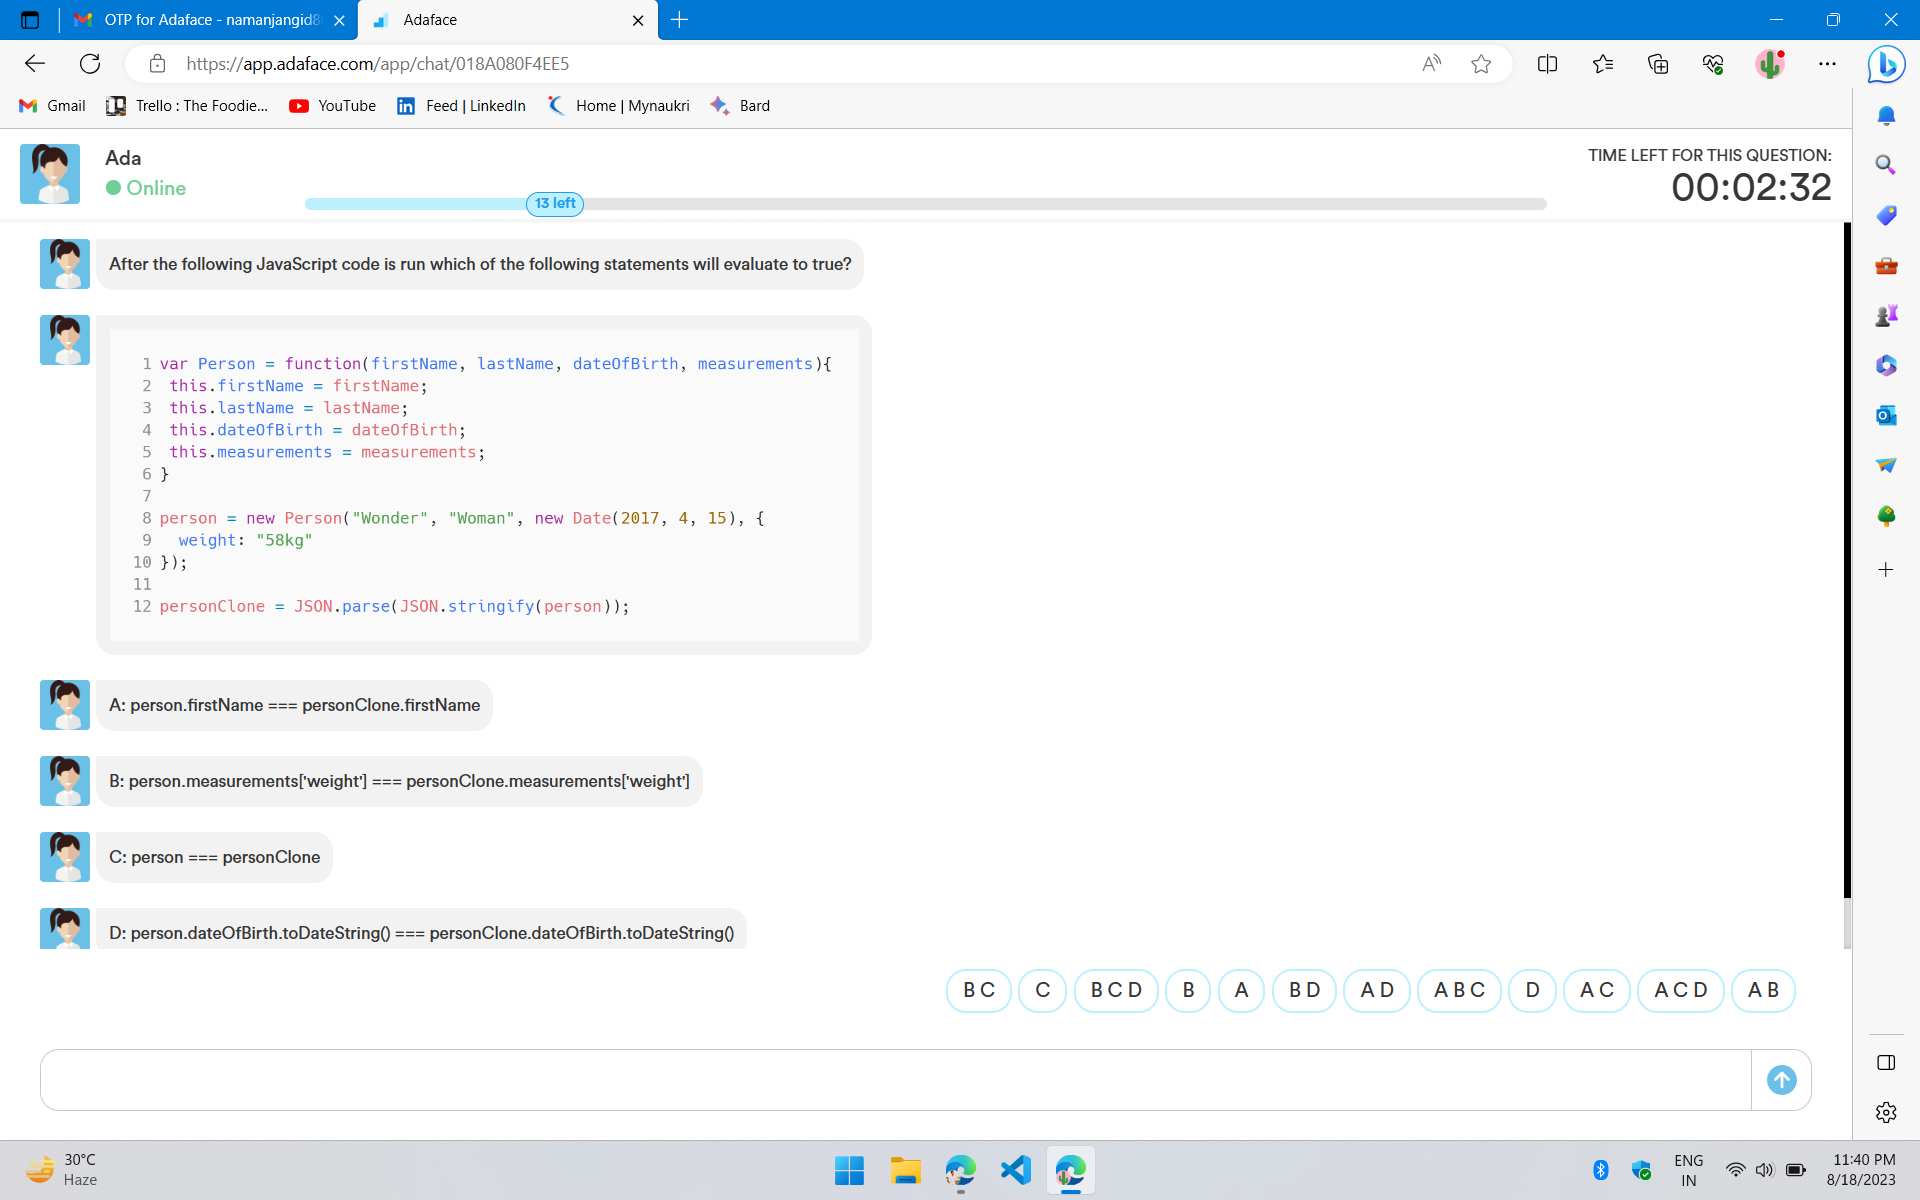 OTP for Adaface - namanjangid8
Adaface
https://app.adaface.com/app/chat/018A080F4EE5
Gmail
Trello : The Foodie...
YouTube
Feed | LinkedIn
Home | Mynaukri
Bard
Ada
Online
13 left
TIME LEFT FOR THIS QUESTION:
00:02:32
After the following JavaScript code is run which of the following statements will evaluate to true?
1 var Person = function(firstName, lastName, dateOfBirth, measurements){
2 this.firstName = firstName;
3 this.lastName = lastName;
4 this.dateOfBirth = dateOfBirth;
5 this.measurements = measurements;
6 }
7
8 person = new Person("Wonder", "Woman", new Date(2017, 4, 15), {
9 weight: "58kg"
10 });
11
12 personClone = JSON.parse(JSON.stringify(person));
A: person.firstName === personClone.firstName
B: person.measurements['weight'] === personClone.measurements['weight']
C: person === personClone
D: person.dateOfBirth.toDateString() === personClone.dateOfBirth.toDateString()
B C
C
B C D
B
A
B D
A D
A B C
D
A C
A C D
A B
30°C
Haze
ENG
IN
11:40 PM
8/18/2023